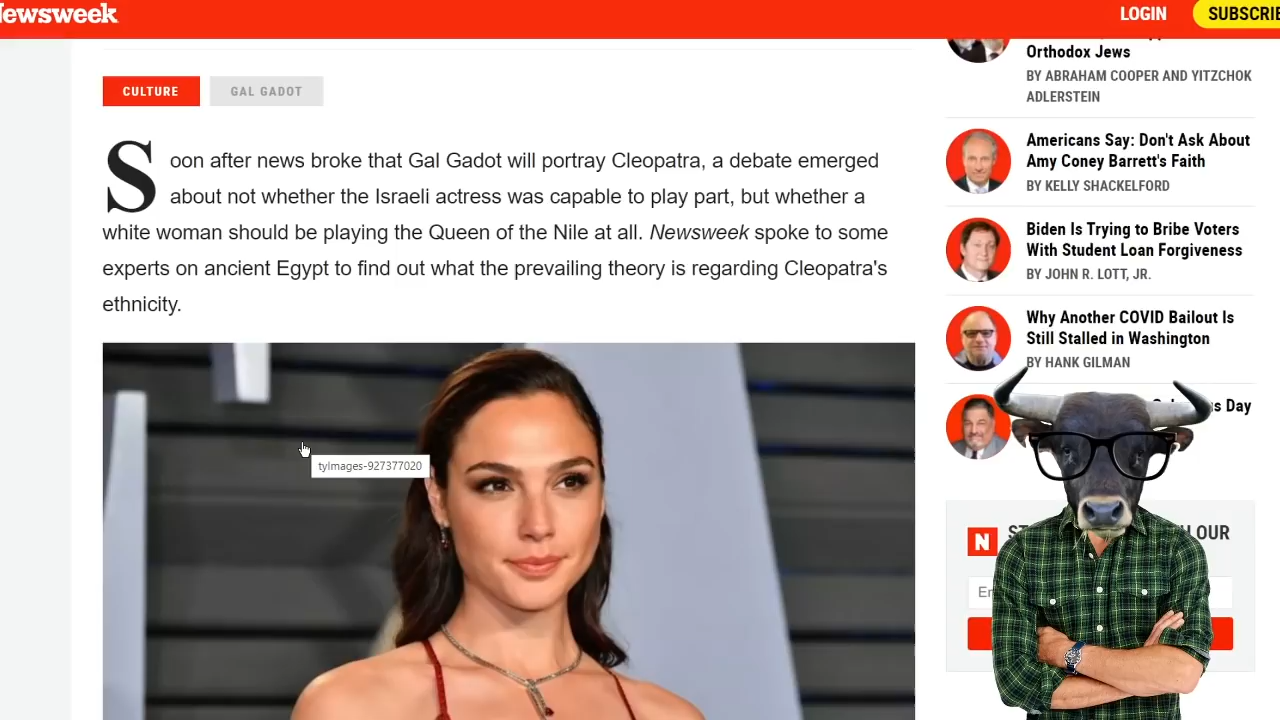 Newsweek
LOGIN
SUBSCRIBE
CULTURE
GAL GADOT
Soon after news broke that Gal Gadot will portray Cleopatra, a debate emerged
about not whether the Israeli actress was capable to play part, but whether a
white woman should be playing the Queen of the Nile at all. Newsweek spoke to some
experts on ancient Egypt to find out what the prevailing theory is regarding Cleopatra's
ethnicity.
tyImages-927377020
Orthodox Jews
BY ABRAHAM COOPER AND YITZCHOK
ADLERSTEIN
Americans Say: Don't Ask About
Amy Coney Barrett's Faith
BY KELLY SHACKELFORD
Biden Is Trying to Bribe Voters
With Student Loan Forgiveness
BY JOHN R. LOTT, JR.
Why Another COVID Bailout Is
Still Stalled in Washington
BY HANK GILMAN
Day
N
OUR